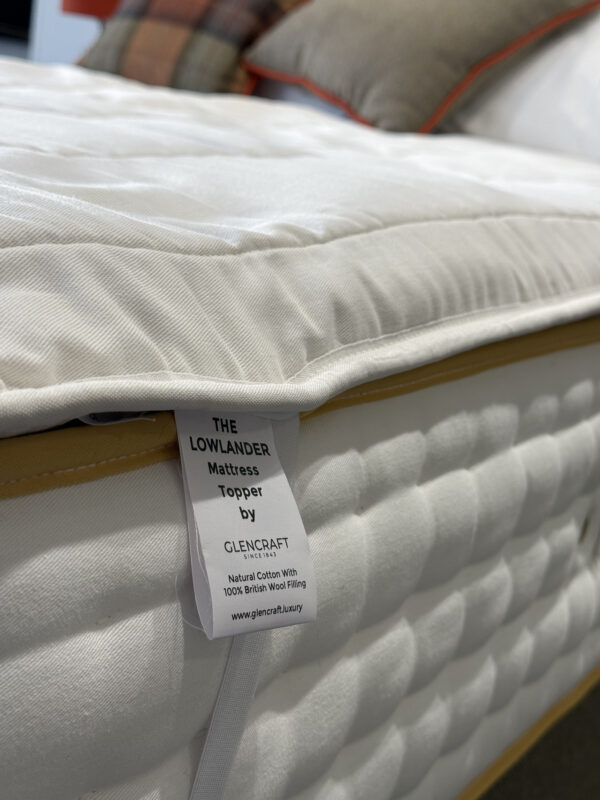 THE
LOWLANDER
Mattress
Topper
by
GLENCRAFT
SINCE 1843
Natural Cotton With
100% British Wool Filling
www.glencraft.luxury